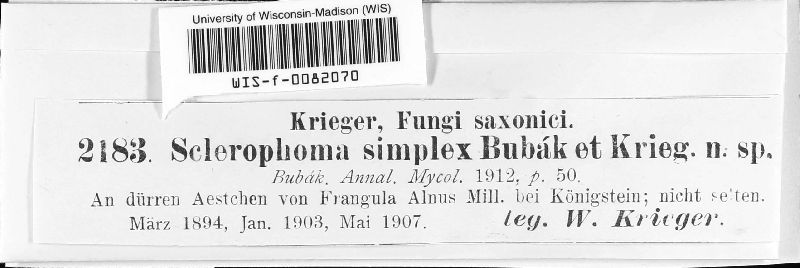 University of Wisconsin-Madison (WIS)
WIS-f-0082070
Krieger, Fungi saxonici.
2183. Sclerophoma simplex Bubák et Krieg. n. sp.
Bubák. Annal. Mycol. 1912, p. 50.
An dürren Aestchen von Frangula Alnus Mill. bei Königstein; nicht selten.
März 1894, Jan. 1903, Mai 1907. leg. W. Krieger.